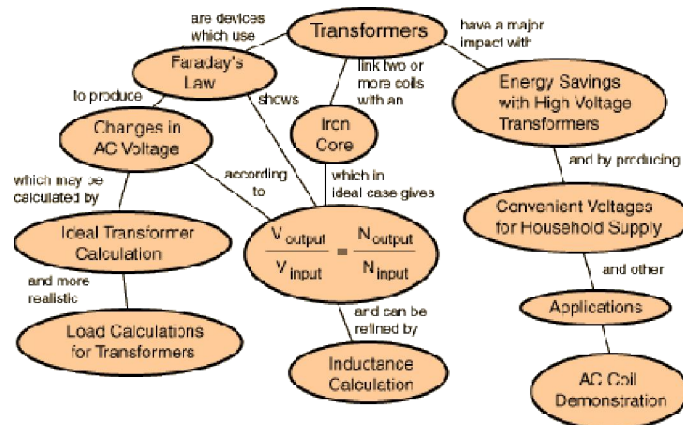 are devices
which use
Transformers
have a major
impact with
Faraday's
Law
link two or
more coils
with an
Energy Savings
with High Voltage
Transformers
to produce
shows
Changes in
AC Voltage
Iron
Core
according
to
which in
ideal case gives
and by producing
which may be
calculated by
Convenient Voltages
for Household Supply
Ideal Transformer
Calculation
V output / V input = N output / N input
and more
realistic
and other
and can be
refined by
Applications
Load Calculations
for Transformers
Inductance
Calculation
AC Coil
Demonstration